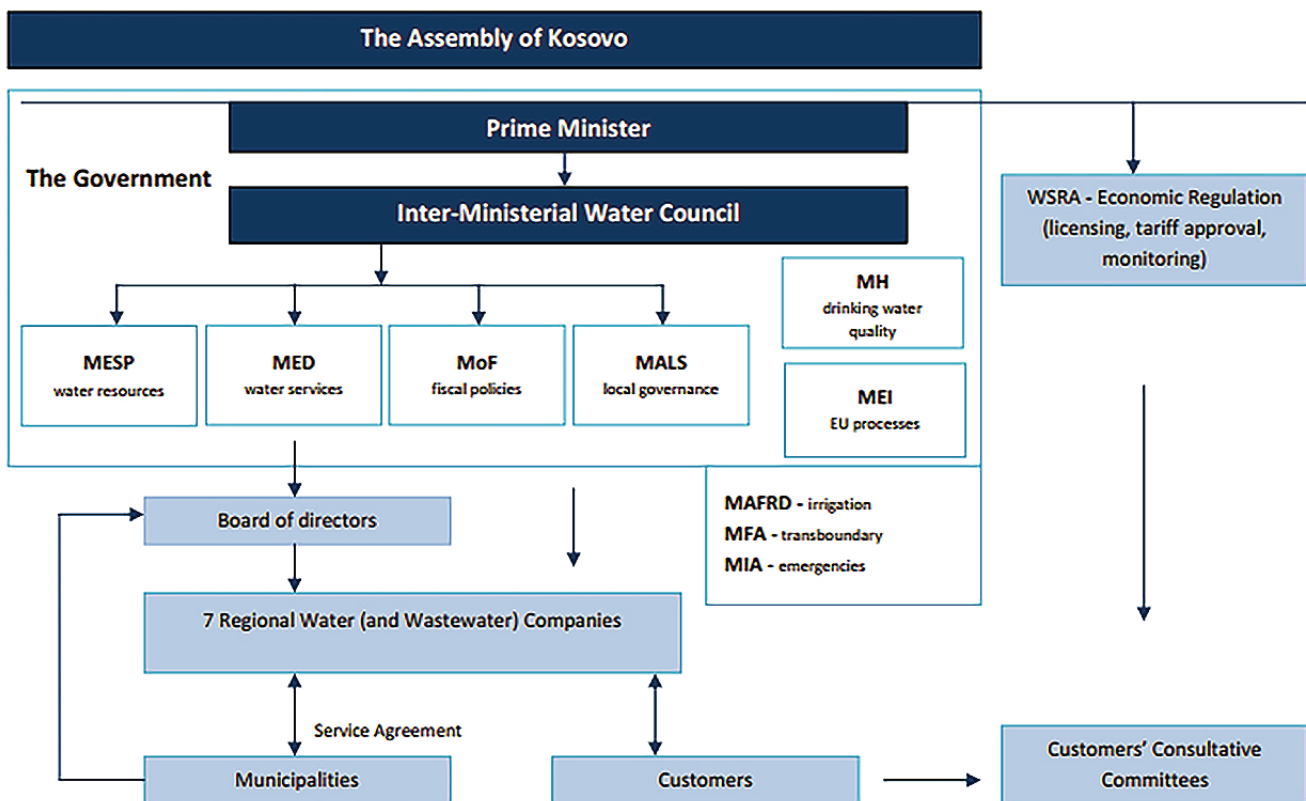 The Assembly of Kosovo
Prime Minister
The Government
Inter-Ministerial Water Council
WSRA - Economic Regulation
(licensing, tariff approval,
monitoring)
MH
drinking water
quality
MESP
water resources
MED
water services
MoF
fiscal policies
MALS
local governance
MEI
EU processes
MAFRD - irrigation
MFA - transboundary
MIA - emergencies
Board of directors
7 Regional Water (and Wastewater) Companies
Service Agreement
Municipalities
Customers
Customers' Consultative
Committees